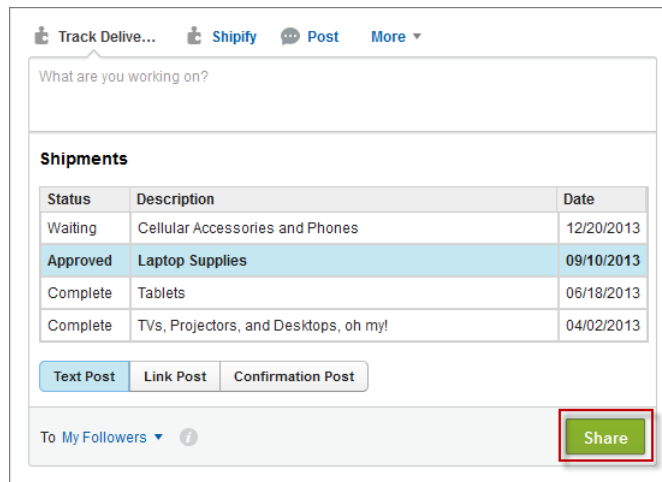 Track Delive... Shipify Post More
What are you working on?
Shipments
Status Description Date
Waiting Cellular Accessories and Phones 12/20/2013
Approved Laptop Supplies 09/10/2013
Complete Tablets 06/18/2013
Complete TVs, Projectors, and Desktops, oh my! 04/02/2013
Text Post Link Post Confirmation Post
To My Followers i Share